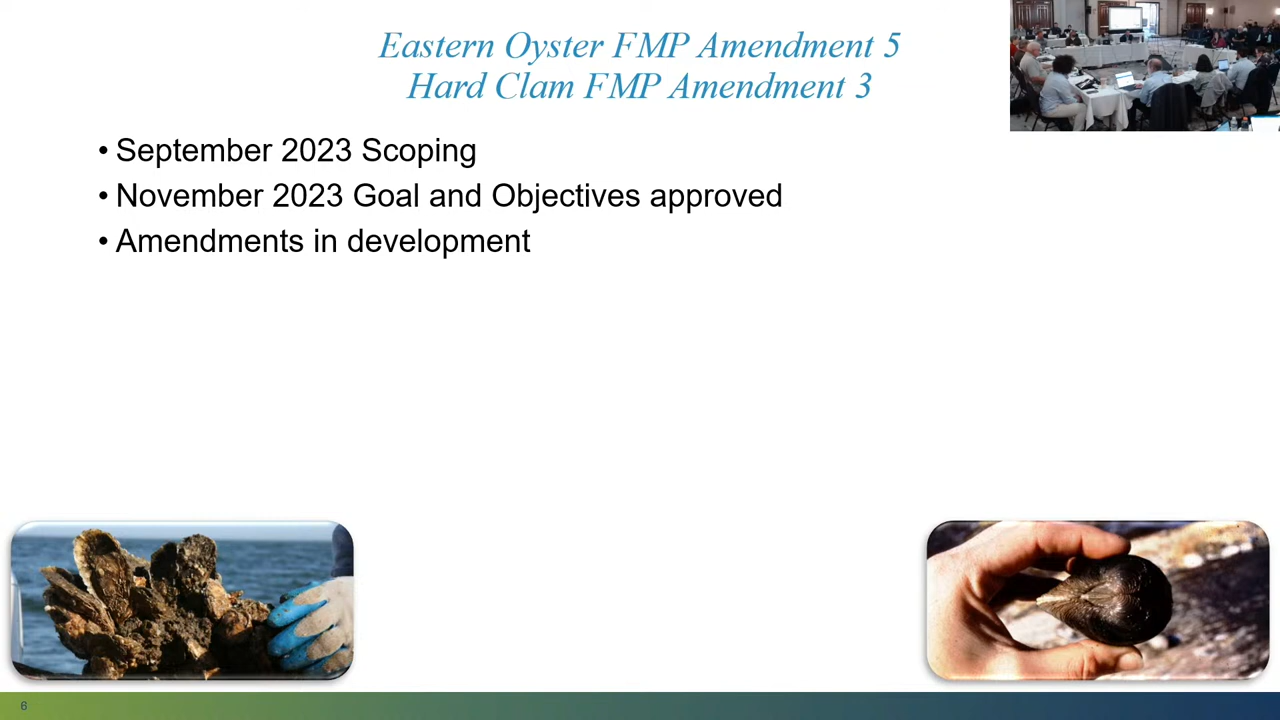 Eastern Oyster FMP Amendment 5
Hard Clam FMP Amendment 3
• September 2023 Scoping
• November 2023 Goal and Objectives approved
• Amendments in development
6